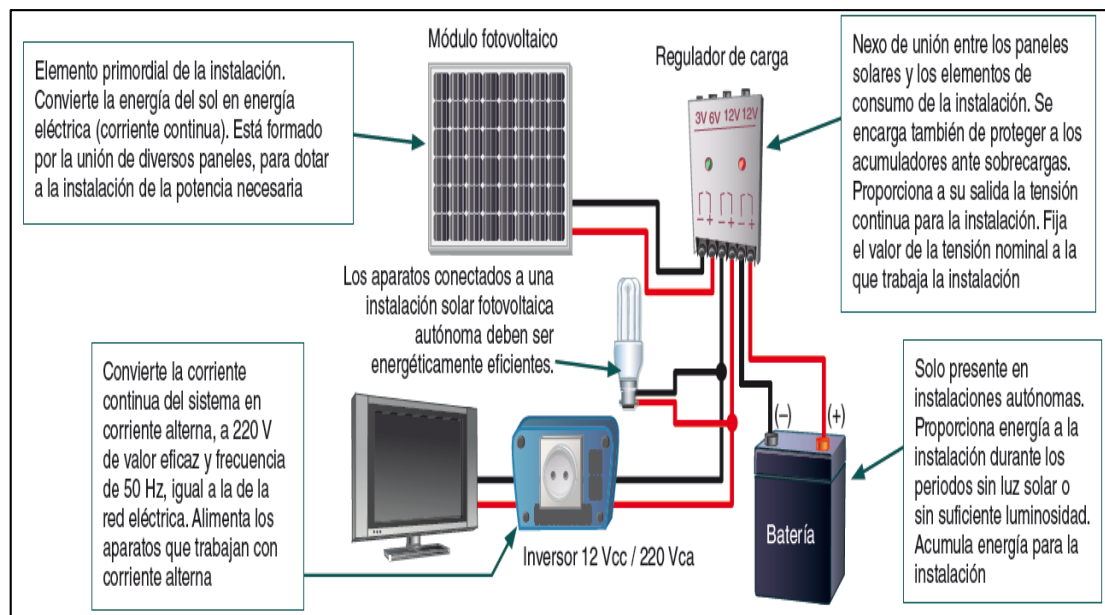 Elemento primordial de la instalación.
Convierte la energía del sol en energía
eléctrica (corriente continua). Está formado
por la unión de diversos paneles, para dotar
a la instalación de la potencia necesaria
Módulo fotovoltaico
Regulador de carga
3V 6V 12V 12V
– + – + – +
Nexo de unión entre los paneles
solares y los elementos de
consumo de la instalación. Se
encarga también de proteger a los
acumuladores ante sobrecargas.
Proporciona a su salida la tensión
continua para la instalación. Fija
el valor de la tensión nominal a la
que trabaja la instalación
Los aparatos conectados a una
instalación solar fotovoltaica
autónoma deben ser
energéticamente eficientes.
Convierte la corriente
continua del sistema en
corriente alterna, a 220 V
de valor eficaz y frecuencia
de 50 Hz, igual a la de la
red eléctrica. Alimenta los
aparatos que trabajan con
corriente alterna
Inversor 12 Vcc / 220 Vca
(–) (+)
Batería
Solo presente en
instalaciones autónomas.
Proporciona energía a la
instalación durante los
periodos sin luz solar o
sin suficiente luminosidad.
Acumula energía para la
instalación